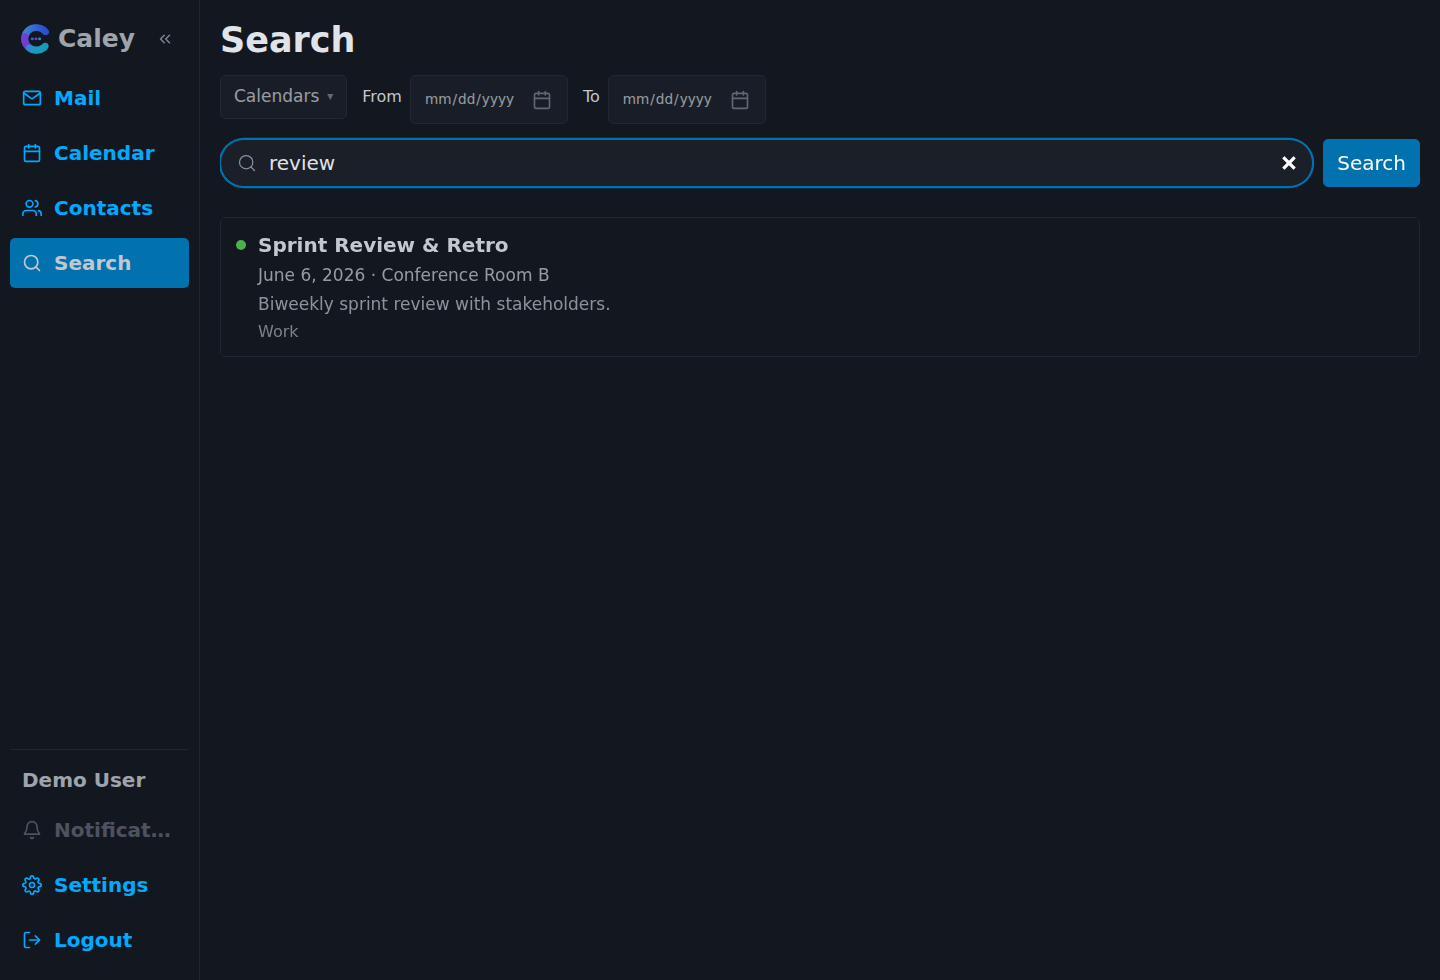 Caley
Mail
Calendar
Contacts
Search
Demo User
Notificat...
Settings
Logout
Search
Calendars ▾ From mm/dd/yyyy To mm/dd/yyyy
review
Search
Sprint Review & Retro
June 6, 2026 · Conference Room B
Biweekly sprint review with stakeholders.
Work